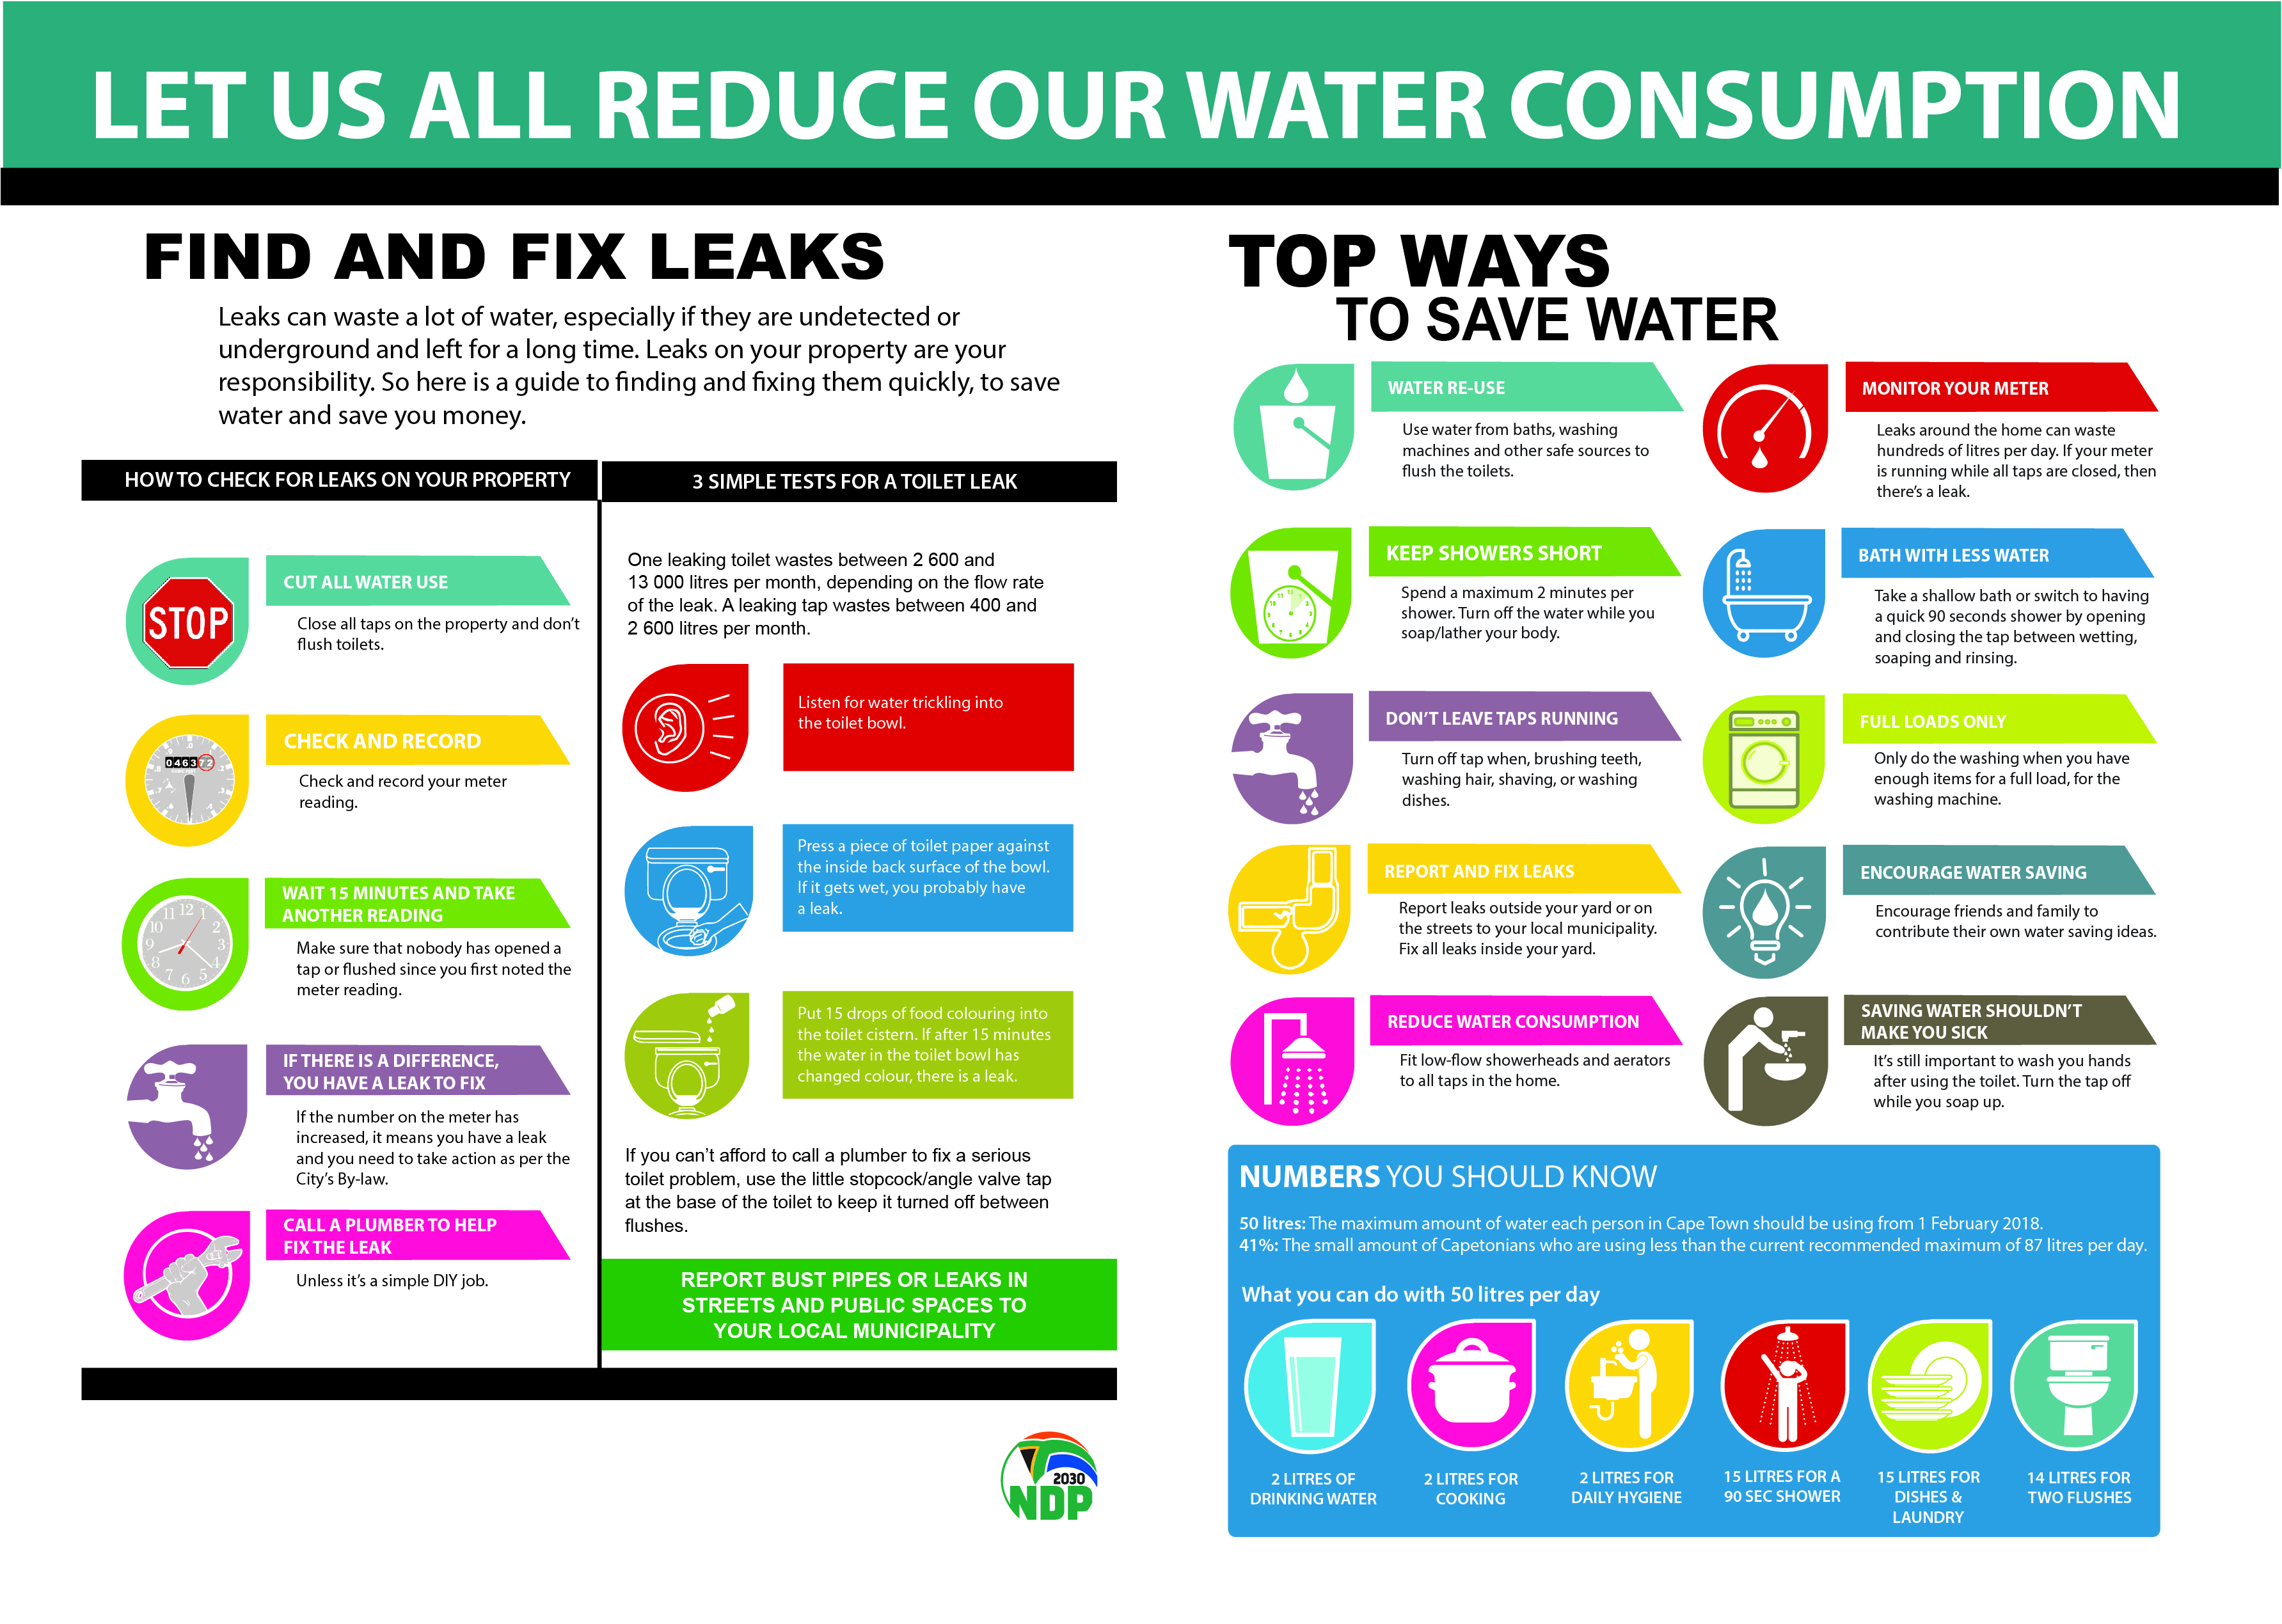 LET US ALL REDUCE OUR WATER CONSUMPTION
FIND AND FIX LEAKS
Leaks can waste a lot of water, especially if they are undetected or
underground and left for a long time. Leaks on your property are your
responsibility. So here is a guide to finding and fixing them quickly, to save
water and save you money.
HOW TO CHECK FOR LEAKS ON YOUR PROPERTY
STOP
CUT ALL WATER USE
Close all taps on the property and don't
flush toilets.
04637 2
CHECK AND RECORD
Check and record your meter
reading.
WAIT 15 MINUTES AND TAKE
ANOTHER READING
Make sure that nobody has opened a
tap or flushed since you first noted the
meter reading.
IF THERE IS A DIFFERENCE,
YOU HAVE A LEAK TO FIX
If the number on the meter has
increased, it means you have a leak
and you need to take action as per the
City's By-law.
CALL A PLUMBER TO HELP
FIX THE LEAK
Unless it's a simple DIY job.
3 SIMPLE TESTS FOR A TOILET LEAK
One leaking toilet wastes between 2 600 and
13 000 litres per month, depending on the flow rate
of the leak. A leaking tap wastes between 400 and
2 600 litres per month.
Listen for water trickling into
the toilet bowl.
Press a piece of toilet paper against
the inside back surface of the bowl.
If it gets wet, you probably have
a leak.
Put 15 drops of food colouring into
the toilet cistern. If after 15 minutes
the water in the toilet bowl has
changed colour, there is a leak.
If you can't afford to call a plumber to fix a serious
toilet problem, use the little stopcock/angle valve tap
at the base of the toilet to keep it turned off between
flushes.
REPORT BUST PIPES OR LEAKS IN
STREETS AND PUBLIC SPACES TO
YOUR LOCAL MUNICIPALITY
2030
NDP
TOP WAYS
TO SAVE WATER
WATER RE-USE
Use water from baths, washing
machines and other safe sources to
flush the toilets.
MONITOR YOUR METER
Leaks around the home can waste
hundreds of litres per day. If your meter
is running while all taps are closed, then
there's a leak.
KEEP SHOWERS SHORT
Spend a maximum 2 minutes per
shower. Turn off the water while you
soap/lather your body.
BATH WITH LESS WATER
Take a shallow bath or switch to having
a quick 90 seconds shower by opening
and closing the tap between wetting,
soaping and rinsing.
DON'T LEAVE TAPS RUNNING
Turn off tap when, brushing teeth,
washing hair, shaving, or washing
dishes.
FULL LOADS ONLY
Only do the washing when you have
enough items for a full load, for the
washing machine.
REPORT AND FIX LEAKS
Report leaks outside your yard or on
the streets to your local municipality.
Fix all leaks inside your yard.
ENCOURAGE WATER SAVING
Encourage friends and family to
contribute their own water saving ideas.
REDUCE WATER CONSUMPTION
Fit low-flow showerheads and aerators
to all taps in the home.
SAVING WATER SHOULDN'T
MAKE YOU SICK
It's still important to wash you hands
after using the toilet. Turn the tap off
while you soap up.
NUMBERS YOU SHOULD KNOW
50 litres: The maximum amount of water each person in Cape Town should be using from 1 February 2018.
41%: The small amount of Capetonians who are using less than the current recommended maximum of 87 litres per day.
What you can do with 50 litres per day
2 LITRES OF
DRINKING WATER
2 LITRES FOR
COOKING
2 LITRES FOR
DAILY HYGIENE
15 LITRES FOR A
90 SEC SHOWER
15 LITRES FOR
DISHES &
LAUNDRY
14 LITRES FOR
TWO FLUSHES